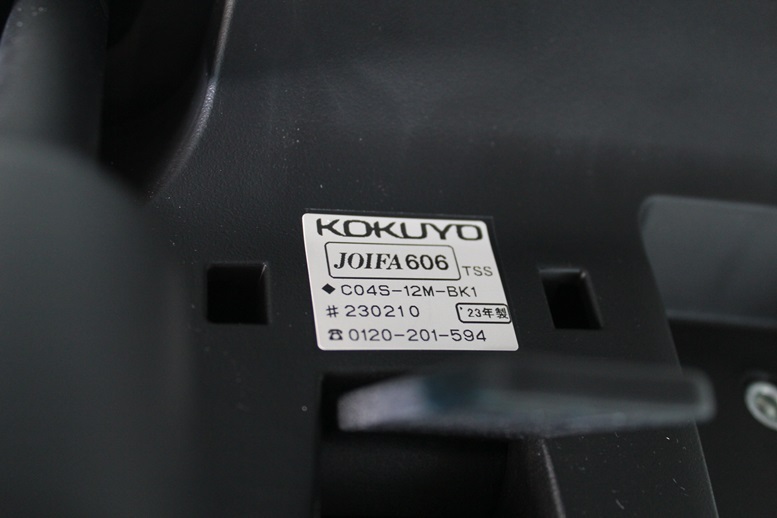 KOKUYO
JOIFA606 TSS
◆ C04S-12M-BK1
# 230210 '23年製
☎ 0120-201-594